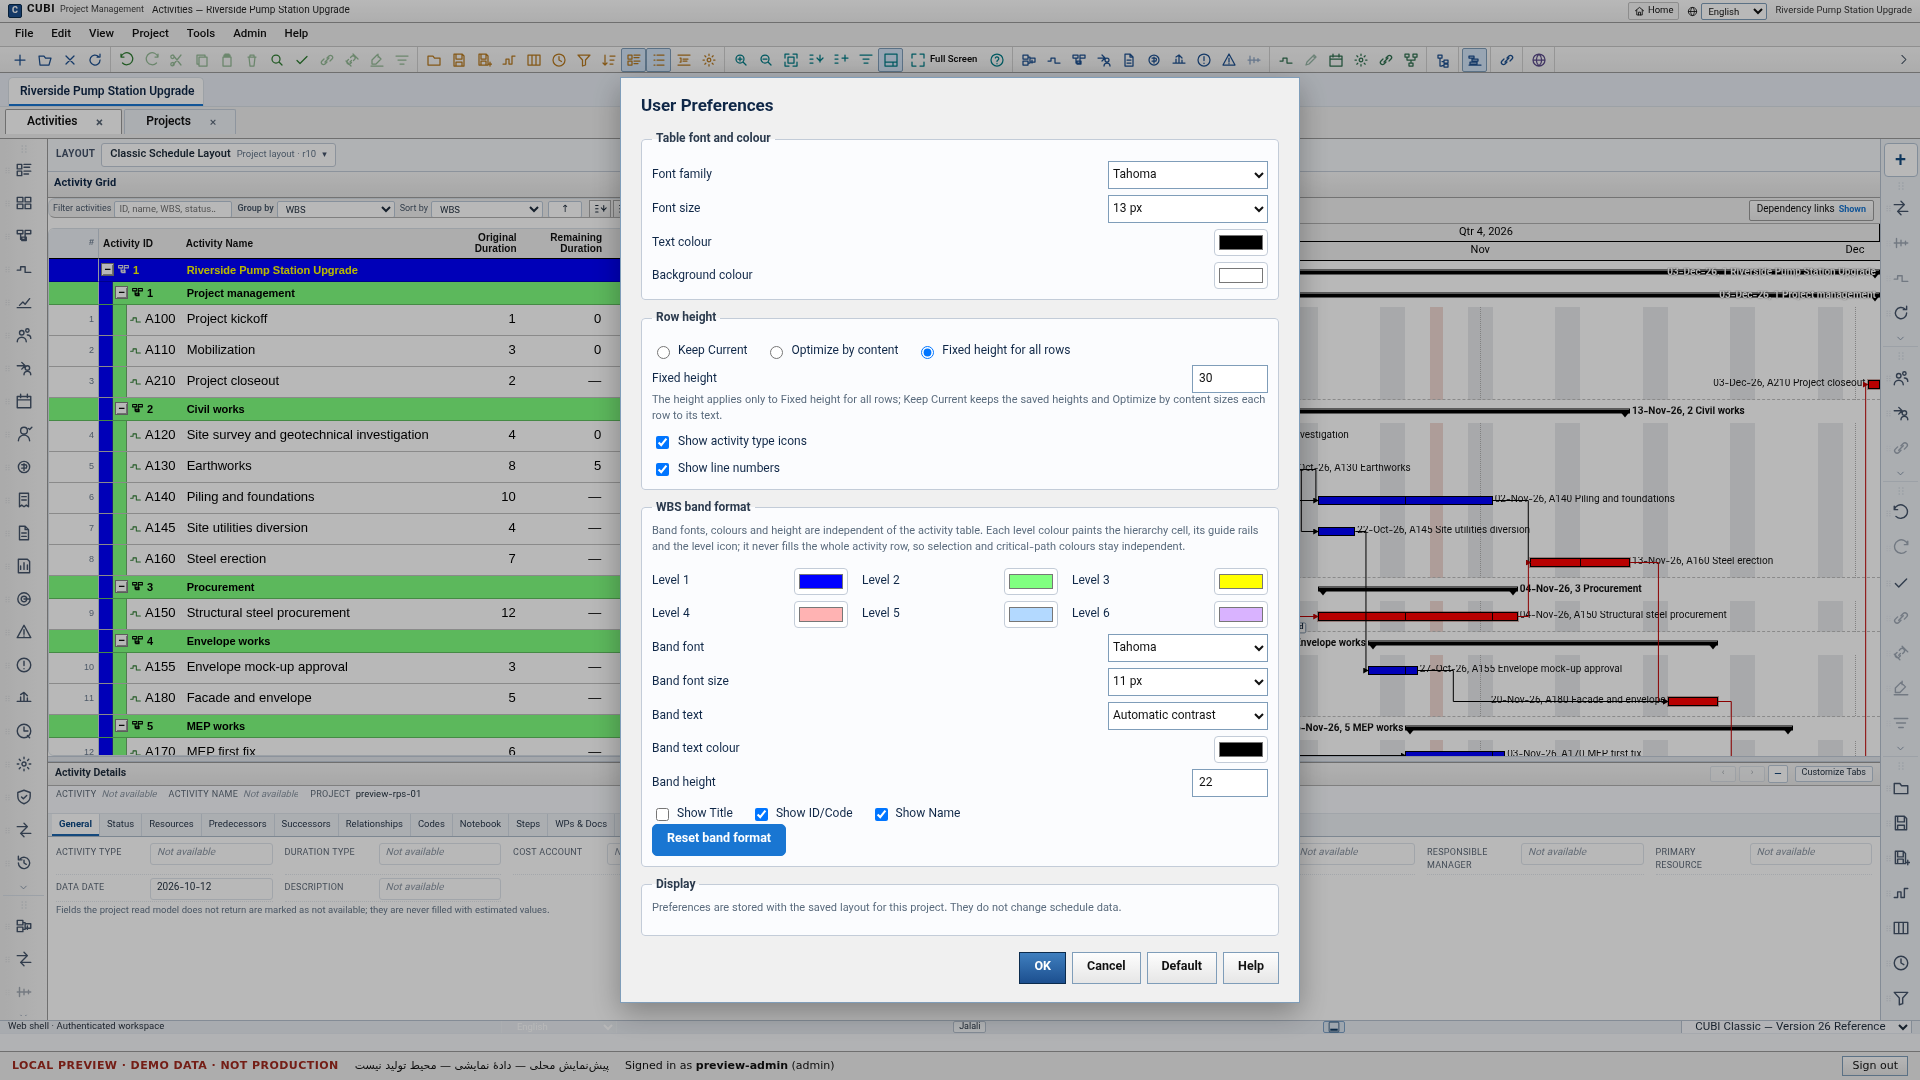 CUBI Project Management Activities — Riverside Pump Station Upgrade Home English Riverside Pump Station Upgrade
File Edit View Project Tools Admin Help
Full Screen
Riverside Pump Station Upgrade
Activities × Projects ×
LAYOUT Classic Schedule Layout Project layout · r10
Activity Grid
Filter activities ID, name, WBS, status.. Group by WBS Sort by WBS Dependency links Shown
# Activity ID Activity Name Original Duration Remaining Duration
Qtr 4, 2026
Nov Dec
1 Riverside Pump Station Upgrade 03-Dec-26, 1 Riverside Pump Station Upgrade
1 Project management 03-Dec-26, 1 Project management
1 A100 Project kickoff 1 0
2 A110 Mobilization 3 0
3 A210 Project closeout 2 — 03-Dec-26, A210 Project closeout
2 Civil works 13-Nov-26, 2 Civil works
4 A120 Site survey and geotechnical investigation 4 0 vestigation
5 A130 Earthworks 8 5 Oct-26, A130 Earthworks
6 A140 Piling and foundations 10 — 02-Nov-26, A140 Piling and foundations
7 A145 Site utilities diversion 4 — 22-Oct-26, A145 Site utilities diversion
8 A160 Steel erection 7 — 13-Nov-26, A160 Steel erection
3 Procurement 04-Nov-26, 3 Procurement
9 A150 Structural steel procurement 12 — 04-Nov-26, A150 Structural steel procurement
4 Envelope works nvelope works
10 A155 Envelope mock-up approval 3 — 27-Oct-26, A155 Envelope mock-up approval
11 A180 Facade and envelope 5 — 20-Nov-26, A180 Facade and envelope
5 MEP works -Nov-26, 5 MEP works
12 A170 MEP first fix 6 — 03-Nov-26, A170 MEP first fix
User Preferences
Table font and colour
Font family Tahoma
Font size 13 px
Text colour
Background colour
Row height
Keep Current Optimize by content Fixed height for all rows
Fixed height 30
The height applies only to Fixed height for all rows; Keep Current keeps the saved heights and Optimize by content sizes each
row to its text.
Show activity type icons
Show line numbers
WBS band format
Band fonts, colours and height are independent of the activity table. Each level colour paints the hierarchy cell, its guide rails
and the level icon; it never fills the whole activity row, so selection and critical-path colours stay independent.
Level 1 Level 2 Level 3
Level 4 Level 5 Level 6
Band font Tahoma
Band font size 11 px
Band text Automatic contrast
Band text colour
Band height 22
Show Title Show ID/Code Show Name
Reset band format
Display
Preferences are stored with the saved layout for this project. They do not change schedule data.
OK Cancel Default Help
Activity Details Customize Tabs
ACTIVITY Not available ACTIVITY NAME Not available PROJECT preview-rps-01
General Status Resources Predecessors Successors Relationships Codes Notebook Steps WPs & Docs
ACTIVITY TYPE Not available DURATION TYPE Not available COST ACCOUNT N Not available RESPONSIBLE MANAGER Not available PRIMARY RESOURCE Not available
DATA DATE 2026-10-12 DESCRIPTION Not available
Fields the project read model does not return are marked as not available; they are never filled with estimated values.
Web shell · Authenticated workspace English Jalali CUBI Classic — Version 26 Reference
LOCAL PREVIEW · DEMO DATA · NOT PRODUCTION پیش‌نمایش محلی — دادهٔ نمایشی — محیط تولید نیست Signed in as preview-admin (admin) Sign out